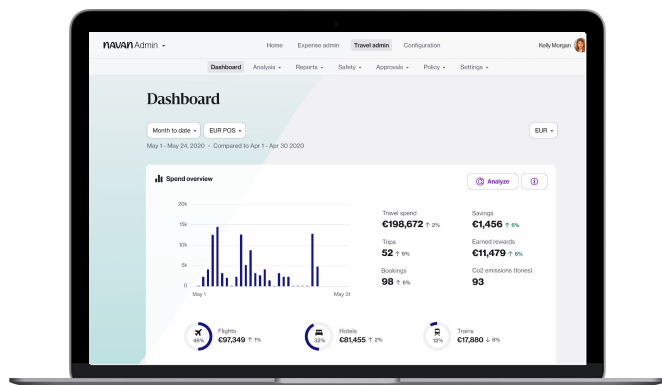 NAVAN Admin
Home Expense admin Travel admin Configuration
Kelly Morgan
Dashboard Analysis Reports Safety Approvals Policy Settings
Dashboard
Month to date EUR POS EUR
May 1 - May 24, 2020 • Compared to Apr 1 - Apr 30 2020
Spend overview
Analyze
20k
15k
10k
5k
0
May 1
May 31
Travel spend
€198,672 ↑ 2%
Savings
€1,456 ↑ 6%
Trips
52 ↑ 6%
Earned rewards
€11,479 ↑ 6%
Bookings
98 ↑ 6%
Co2 emissions (tones)
93
48%
Flights
€97,349 ↑ 1%
32%
Hotels
€81,455 ↑ 2%
12%
Trains
€17,880 ↓ 6%